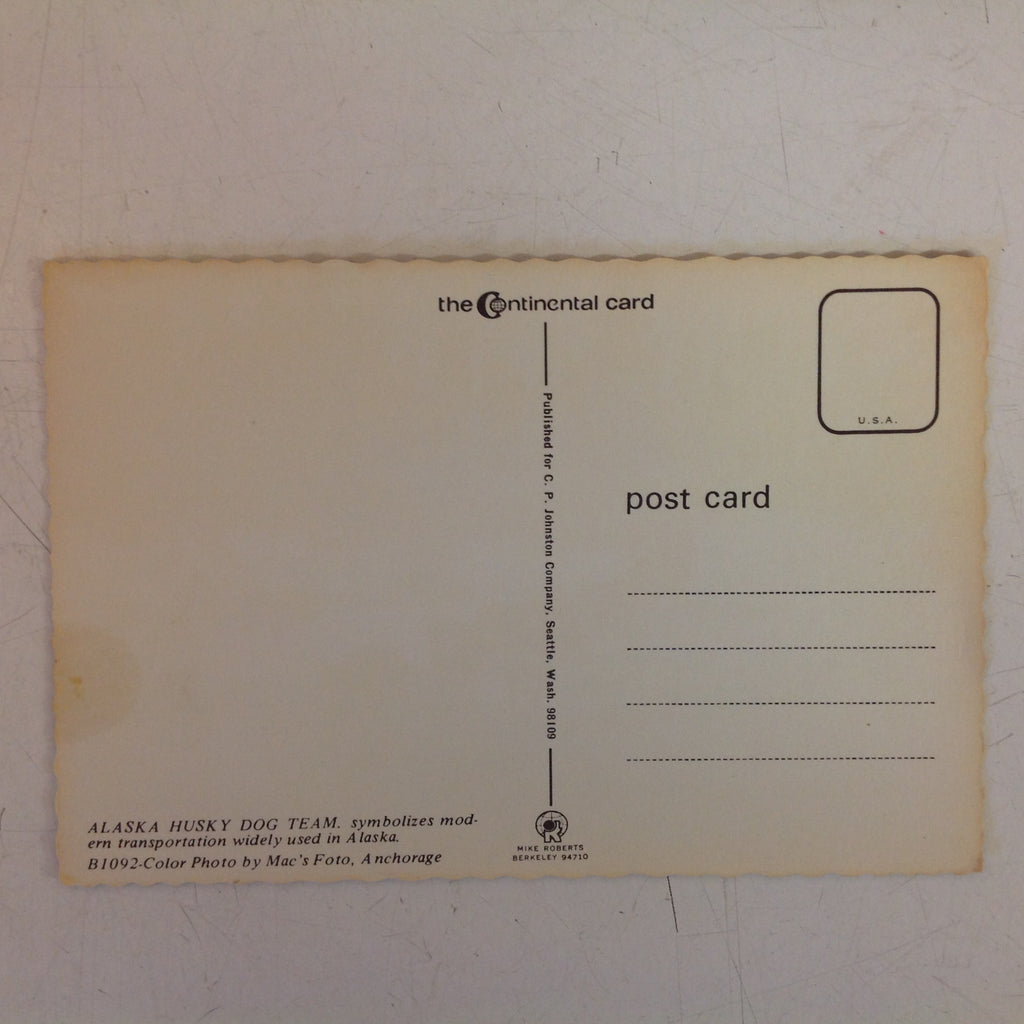 the Continental card
U.S.A.
Published for C. P. Johnston Company, Seattle, Wash. 98109
post card
ALASKA HUSKY DOG TEAM. symbolizes mod-
ern transportation widely used in Alaska.
B1092-Color Photo by Mac's Foto, Anchorage
MIKE ROBERTS
BERKELEY 94710